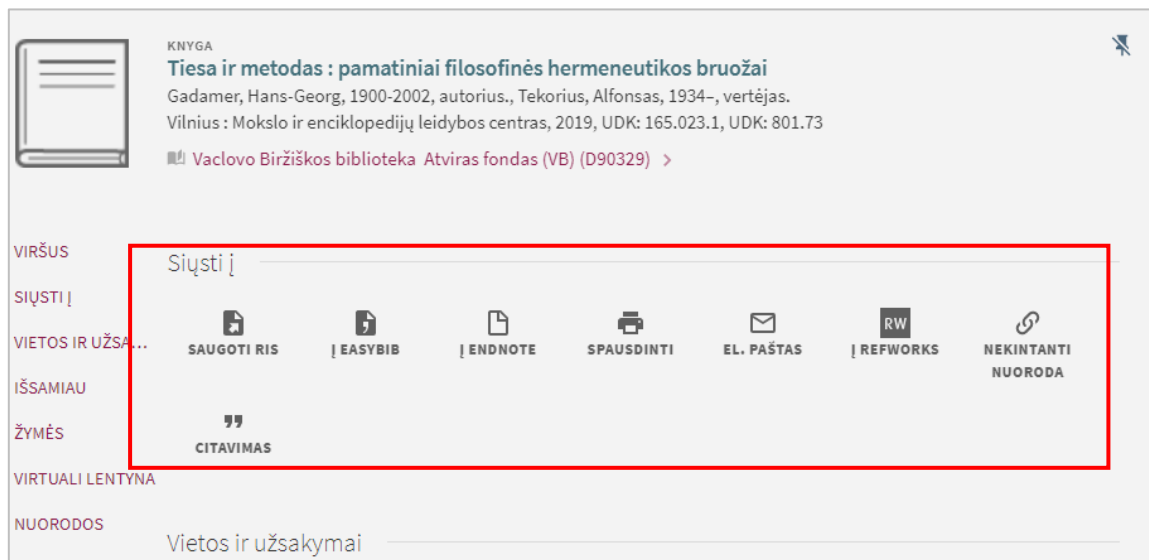 KNYGA
Tiesa ir metodas : pamatiniai filosofinės hermeneutikos bruožai
Gadamer, Hans-Georg, 1900-2002, autorius., Tekorius, Alfonsas, 1934–, vertėjas.
Vilnius : Mokslo ir enciklopedijų leidybos centras, 2019, UDK: 165.023.1, UDK: 801.73
Vaclovo Biržiškos biblioteka Atviras fondas (VB) (D90329) >
VIRŠUS
SIŲSTI Į
VIETOS IR UŽSA...
IŠSAMIAU
ŽYMĖS
VIRTUALI LENTYNA
NUORODOS
Siųsti į
SAUGOTI RIS
Į EASYBIB
Į ENDNOTE
SPAUSDINTI
EL. PAŠTAS
RW
Į REFWORKS
NEKINTANTI
NUORODA
CITAVIMAS
Vietos ir užsakymai